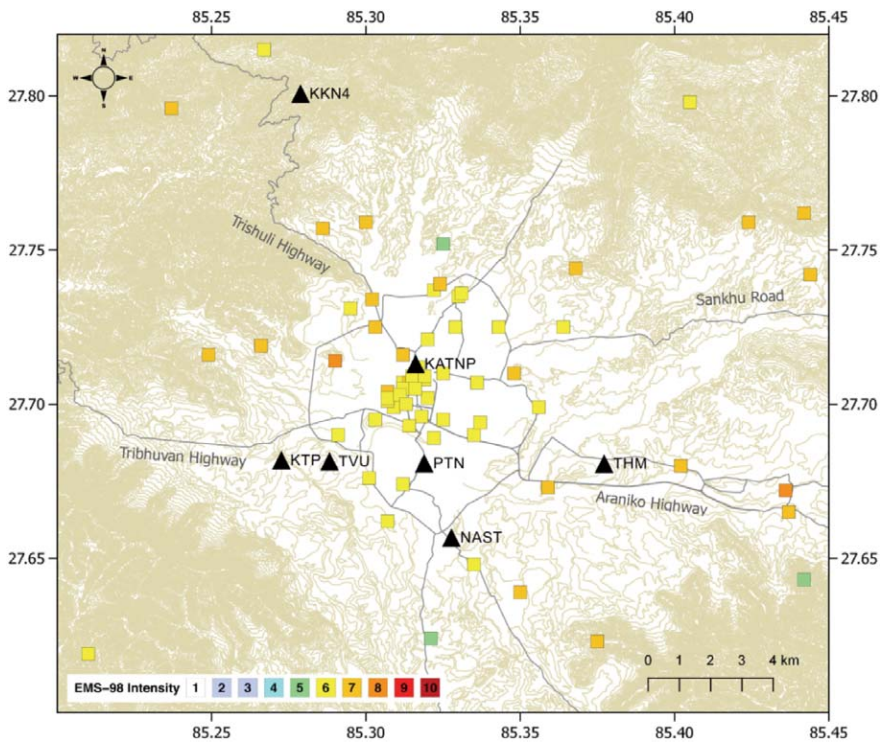 85.25 85.30 85.35 85.40 85.45
N
W E
S
27.80 KKN4 27.80
Trishuli Highway
27.75 27.75
Sankhu Road
KATNP
27.70 27.70
Tribhuvan Highway
KTP TVU PTN THM
Araniko Highway
NAST
27.65 27.65
0 1 2 3 4 km
EMS-98 Intensity 1 2 3 4 5 6 7 8 9 10
85.25 85.30 85.35 85.40 85.45